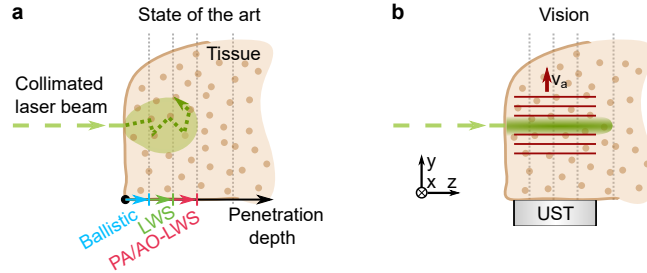 a
State of the art
Tissue
Collimated
laser beam
Ballistic
LWS
PA/AO-LWS
Penetration
depth
b
Vision
vₐ
y
x
z
UST